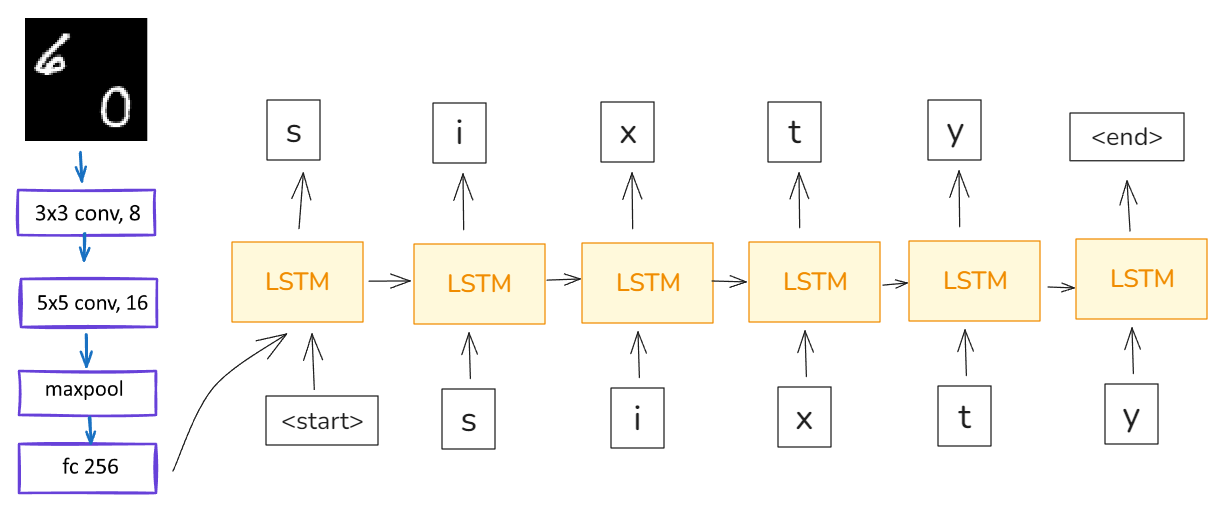 6
0
3x3 conv, 8
5x5 conv, 16
maxpool
fc 256
s i x t y <end>
LSTM LSTM LSTM LSTM LSTM LSTM
<start> s i x t y